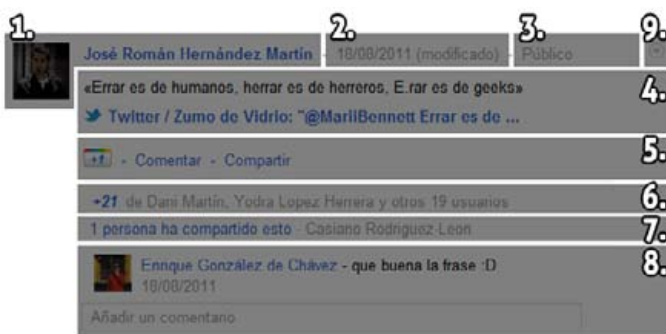 1. 2. 3. 9.
José Román Hernández Martín - 18/08/2011 (modificado) - Público
4.
«Errar es de humanos, herrar es de herreros, E.rar es de geeks»
Twitter / Zumo de Vidrio: "@MariiBennett Errar es de ...
5.
+1 - Comentar - Compartir
+21 de Dani Martín, Yodra Lopez Herrera y otros 19 usuarios 6.
1 persona ha compartido esto - Casiano Rodriguez-Leon 7.
8.
Enrique González de Chávez - que buena la frase :D
18/08/2011
Añadir un comentario